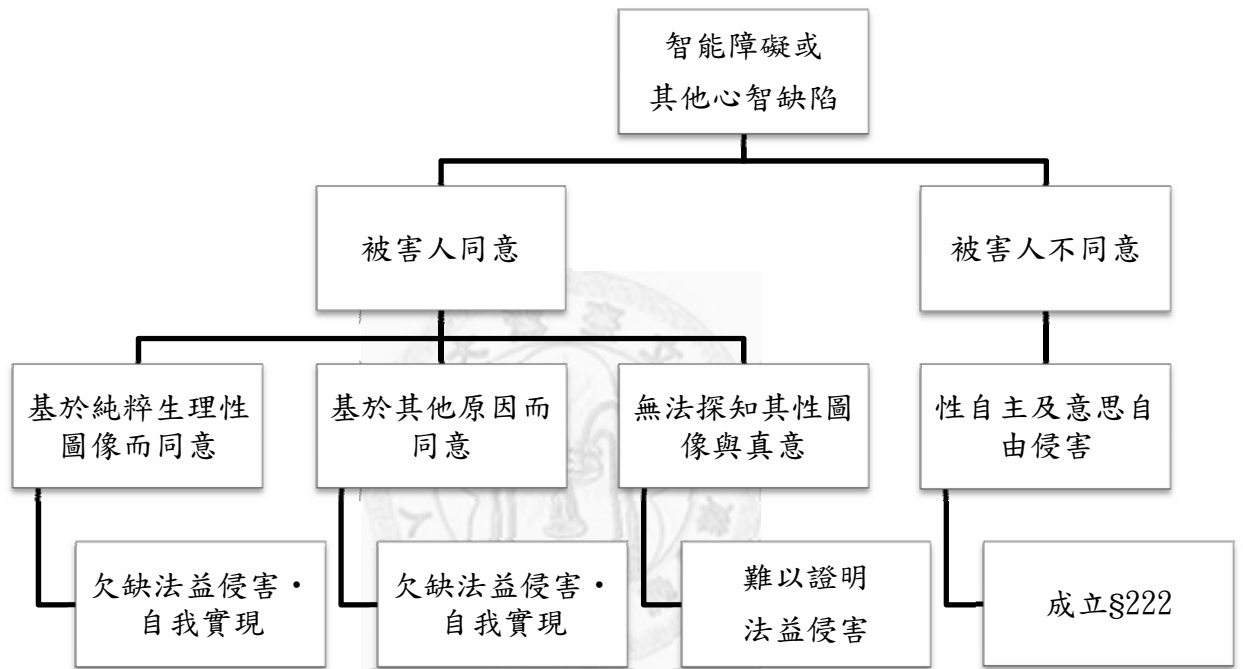 智能障礙或
其他心智缺陷
被害人同意
被害人不同意
基於純粹生理性
圖像而同意
基於其他原因而
同意
無法探知其性圖
像與真意
性自主及意思自
由侵害
欠缺法益侵害・
自我實現
欠缺法益侵害・
自我實現
難以證明
法益侵害
成立§222